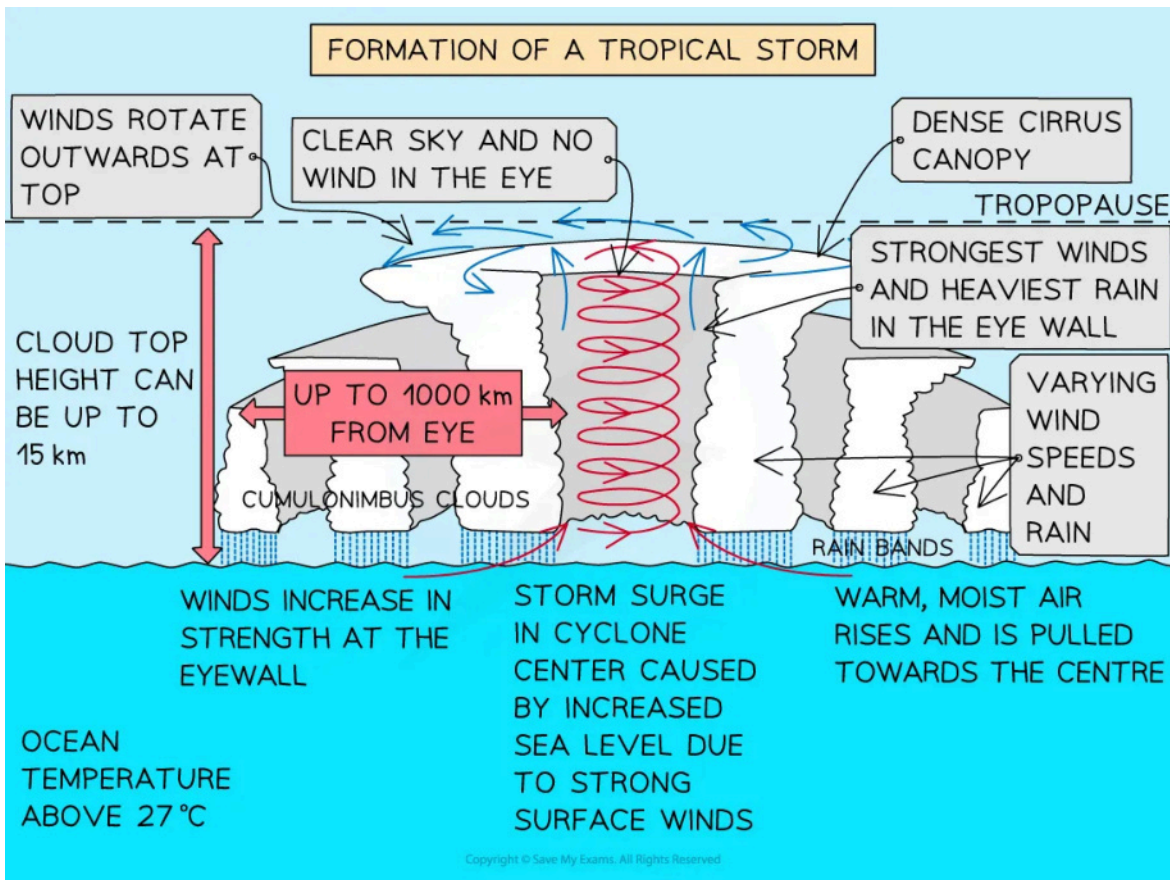 FORMATION OF A TROPICAL STORM
WINDS ROTATE
OUTWARDS AT
TOP
CLEAR SKY AND NO
WIND IN THE EYE
DENSE CIRRUS
CANOPY
TROPOPAUSE
STRONGEST WINDS
AND HEAVIEST RAIN
IN THE EYE WALL
CLOUD TOP
HEIGHT CAN
BE UP TO
15 km
UP TO 1000 km
FROM EYE
VARYING
WIND
SPEEDS
AND
RAIN
CUMULONIMBUS CLOUDS
RAIN BANDS
WINDS INCREASE IN
STRENGTH AT THE
EYEWALL
STORM SURGE
IN CYCLONE
CENTER CAUSED
BY INCREASED
SEA LEVEL DUE
TO STRONG
SURFACE WINDS
WARM, MOIST AIR
RISES AND IS PULLED
TOWARDS THE CENTRE
OCEAN
TEMPERATURE
ABOVE 27 °C
Copyright © Save My Exams. All Rights Reserved